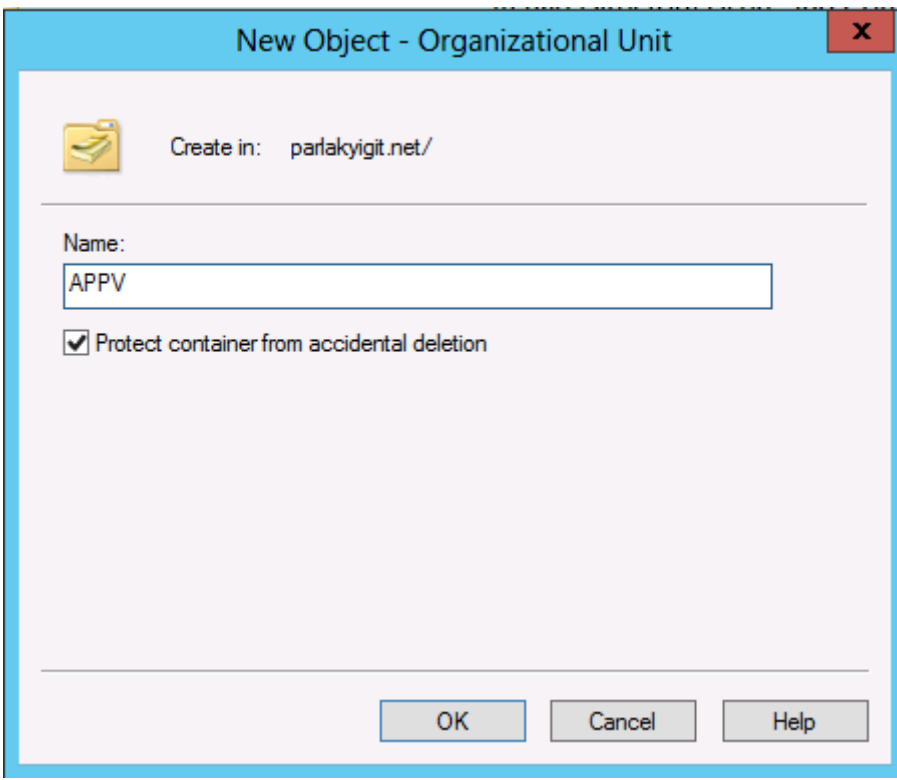 New Object - Organizational Unit
x
Create in: parlakyigit.net/
Name:
APPV
Protect container from accidental deletion
OK Cancel Help